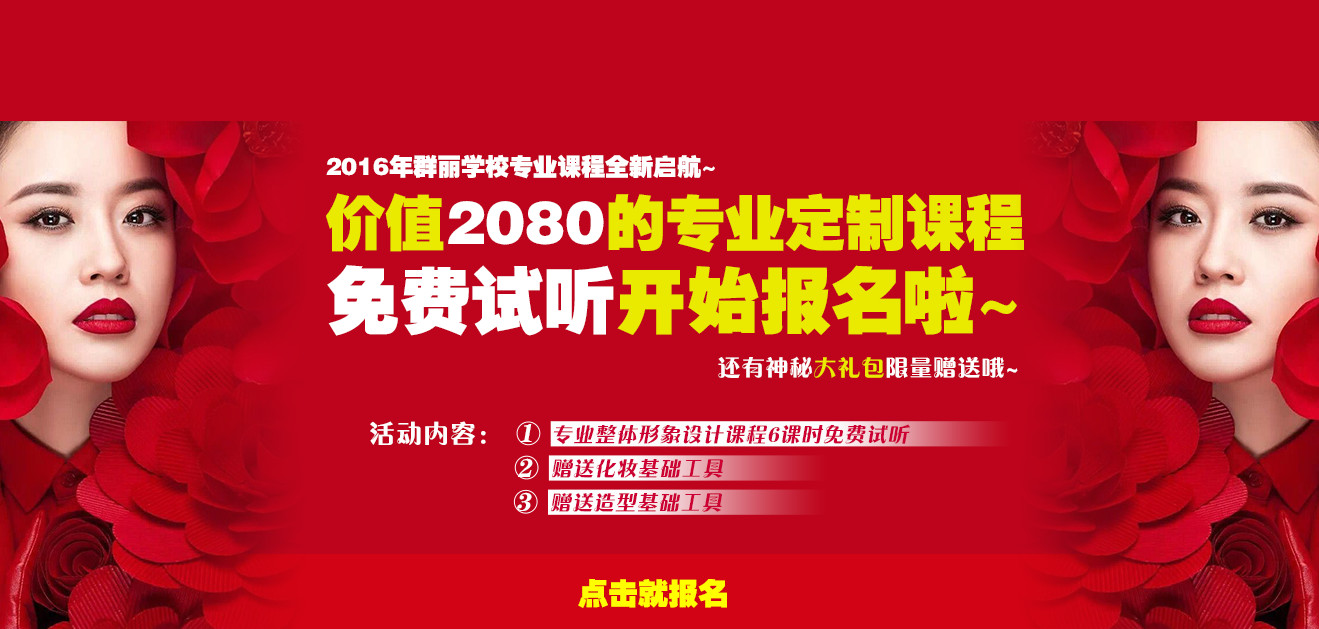 2016年群丽学校专业课程全新启航~
价值2080的专业定制课程
免费试听开始报名啦~
还有神秘大礼包限量赠送哦~
活动内容： ① 专业整体形象设计课程6课时免费试听
② 赠送化妆基础工具
③ 赠送造型基础工具
点击就报名